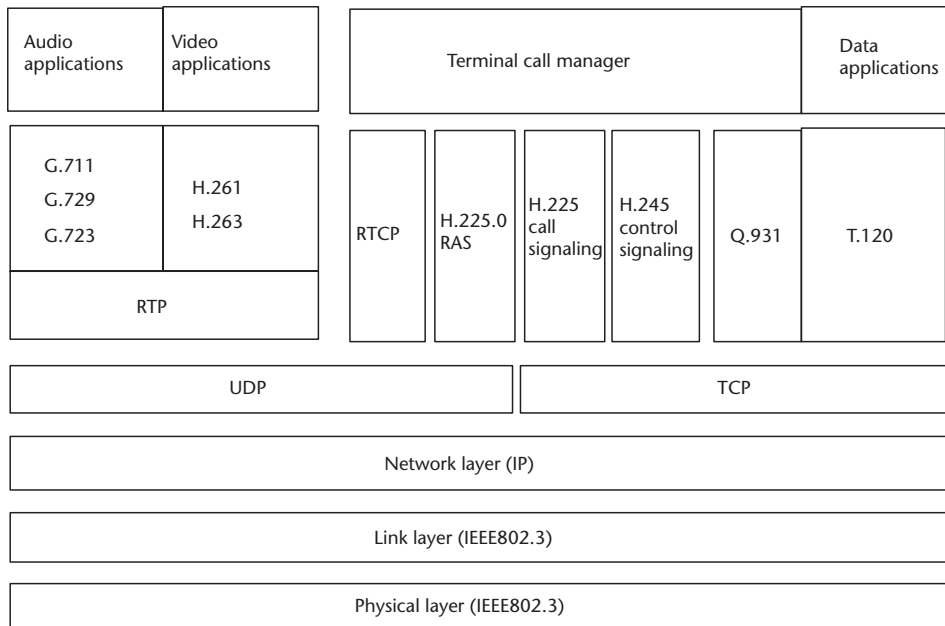 Audio
applications
Video
applications
Terminal call manager
Data
applications
G.711
G.729
G.723
H.261
H.263
RTP
RTCP
H.225.0
RAS
H.225
call
signaling
H.245
control
signaling
Q.931
T.120
UDP
TCP
Network layer (IP)
Link layer (IEEE802.3)
Physical layer (IEEE802.3)